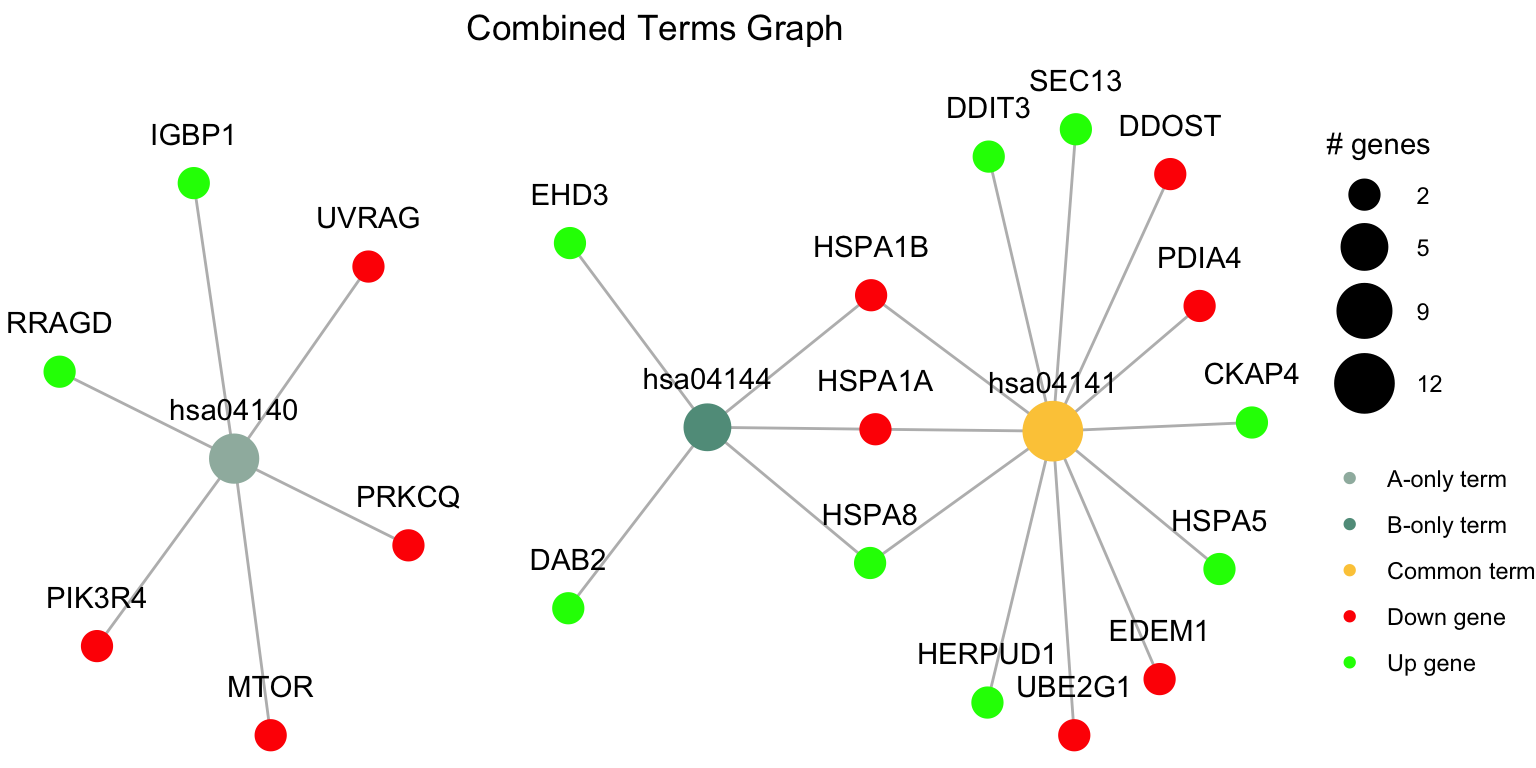 Combined Terms Graph
SEC13
DDIT3
DDOST
IGBP1
UVRAG
EHD3
HSPA1B
PDIA4
RRAGD
hsa04140
hsa04144
HSPA1A
hsa04141
CKAP4
PRKCQ
HSPA8
HSPA5
DAB2
PIK3R4
MTOR
HERPUD1
EDEM1
UBE2G1
# genes
2
5
9
12
A-only term
B-only term
Common term
Down gene
Up gene